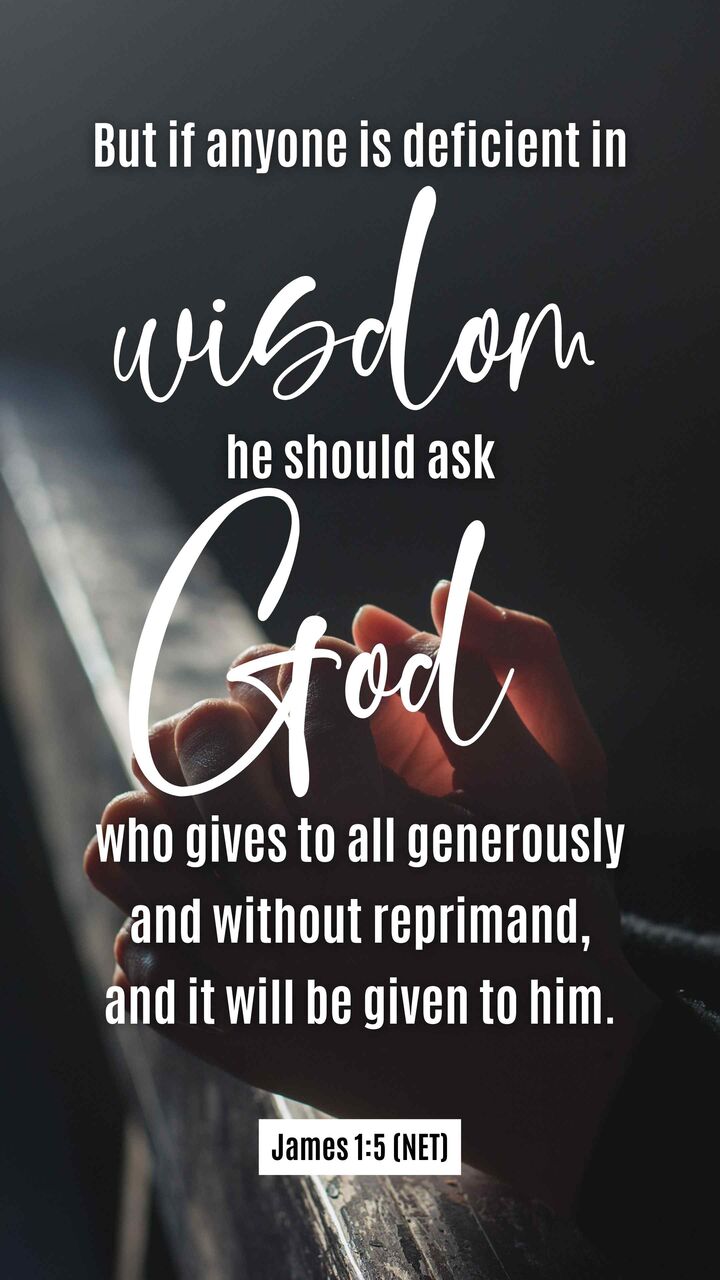 But if anyone is deficient in
wisdom
he should ask
God
who gives to all generously
and without reprimand,
and it will be given to him.
James 1:5 (NET)